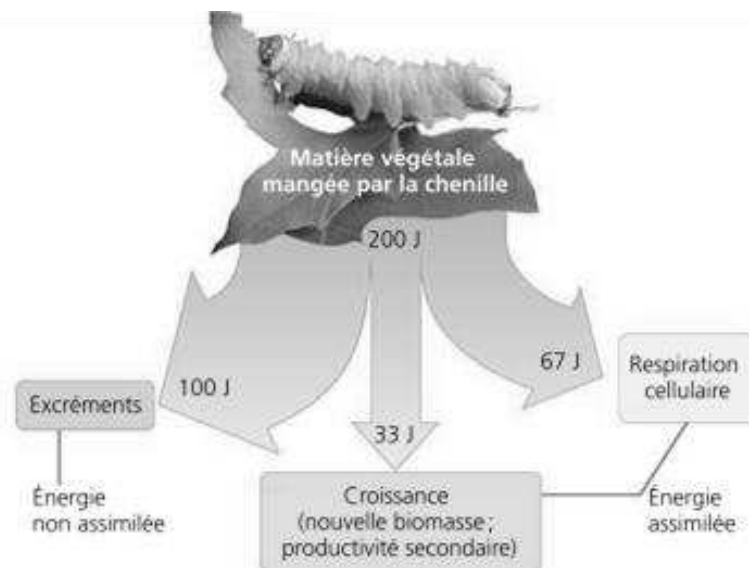 Matière végétale
mangée par la chenille
200 J
100 J
67 J
33 J
Excréments
Respiration
cellulaire
Énergie
non assimilée
Croissance
(nouvelle biomasse ;
productivité secondaire)
Énergie
assimilée